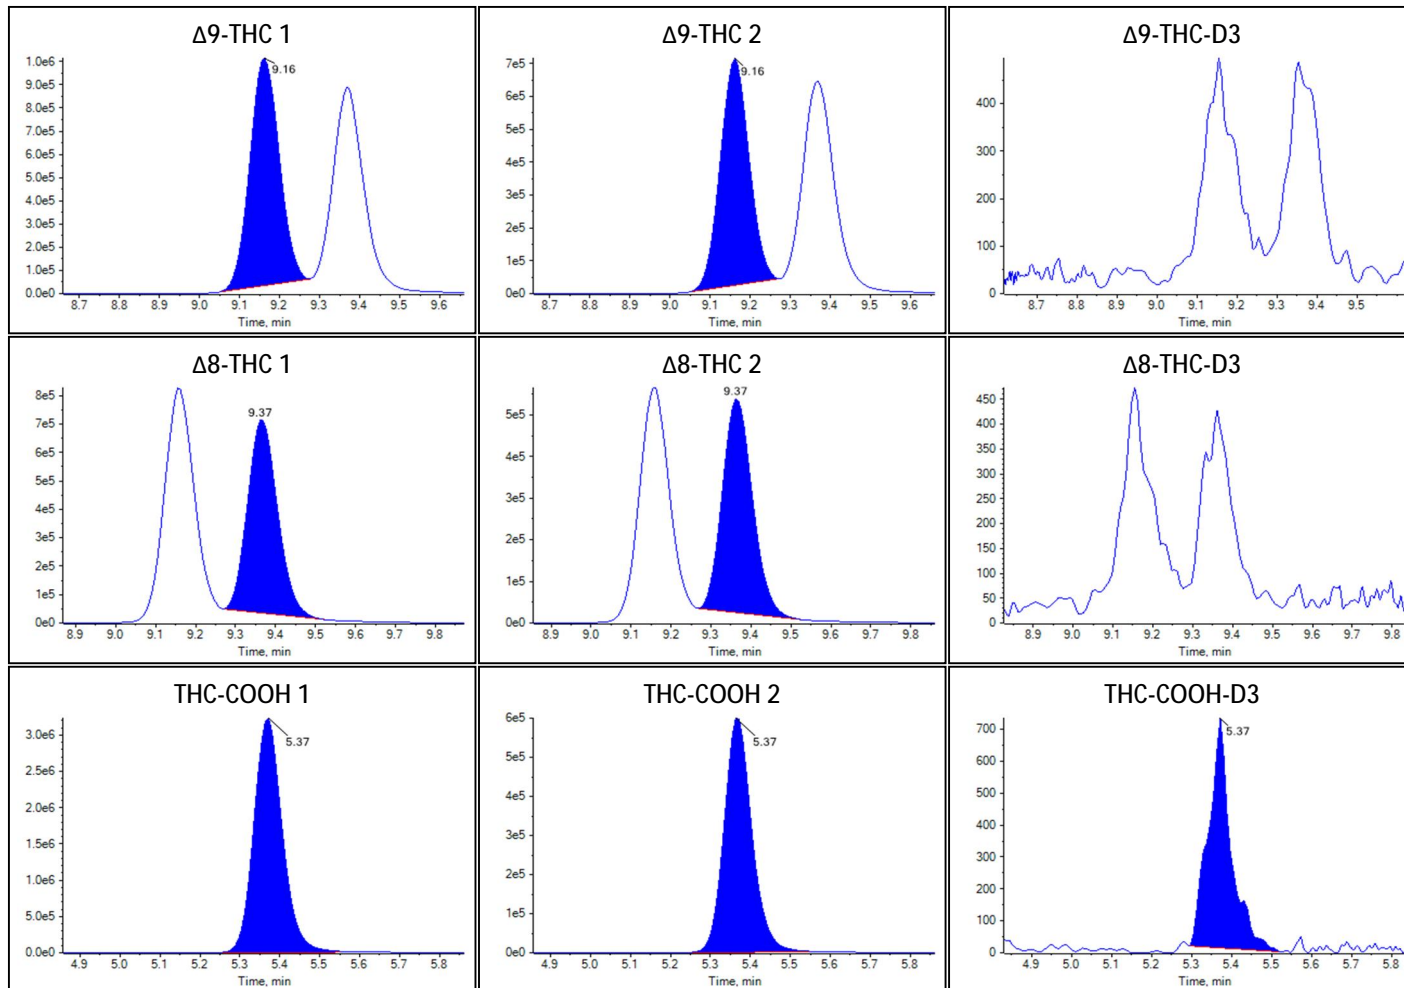 Δ9-THC 1
1.0e6
9.0e5
8.0e5
7.0e5
6.0e5
5.0e5
4.0e5
3.0e5
2.0e5
1.0e5
0.0e0
9.16
8.7 8.8 8.9 9.0 9.1 9.2 9.3 9.4 9.5 9.6
Time, min
Δ9-THC 2
7e5
6e5
5e5
4e5
3e5
2e5
1e5
0e0
9.16
8.7 8.8 8.9 9.0 9.1 9.2 9.3 9.4 9.6
Time, min
Δ9-THC-D3
400
300
200
100
0
8.7 8.8 8.9 9.0 9.1 9.2 9.3 9.4 9.5
Time, min
Δ8-THC 1
8e5
7e5
6e5
5e5
4e5
3e5
2e5
1e5
0e0
9.37
8.9 9.0 9.1 9.2 9.3 9.4 9.5 9.6 9.7 9.8
Time, min
Δ8-THC 2
5e5
4e5
3e5
2e5
1e5
0e0
9.37
8.9 9.0 9.1 9.2 9.3 9.4 9.5 9.6 9.7 9.8
Time, min
Δ8-THC-D3
450
400
350
300
250
200
150
100
50
0
8.9 9.0 9.1 9.2 9.3 9.4 9.5 9.6 9.7 9.8
Time, min
THC-COOH 1
3.0e6
2.5e6
2.0e6
1.5e6
1.0e6
5.0e5
0.0e0
5.37
4.9 5.0 5.1 5.2 5.3 5.4 5.5 5.6 5.7 5.8
Time, min
THC-COOH 2
6e5
5e5
4e5
3e5
2e5
1e5
0e0
5.37
4.9 5.0 5.1 5.2 5.3 5.4 5.5 5.6 5.7 5.8
Time, min
THC-COOH-D3
700
600
500
400
300
200
100
0
5.37
4.9 5.0 5.1 5.2 5.3 5.4 5.5 5.6 5.7 5.8
Time, min